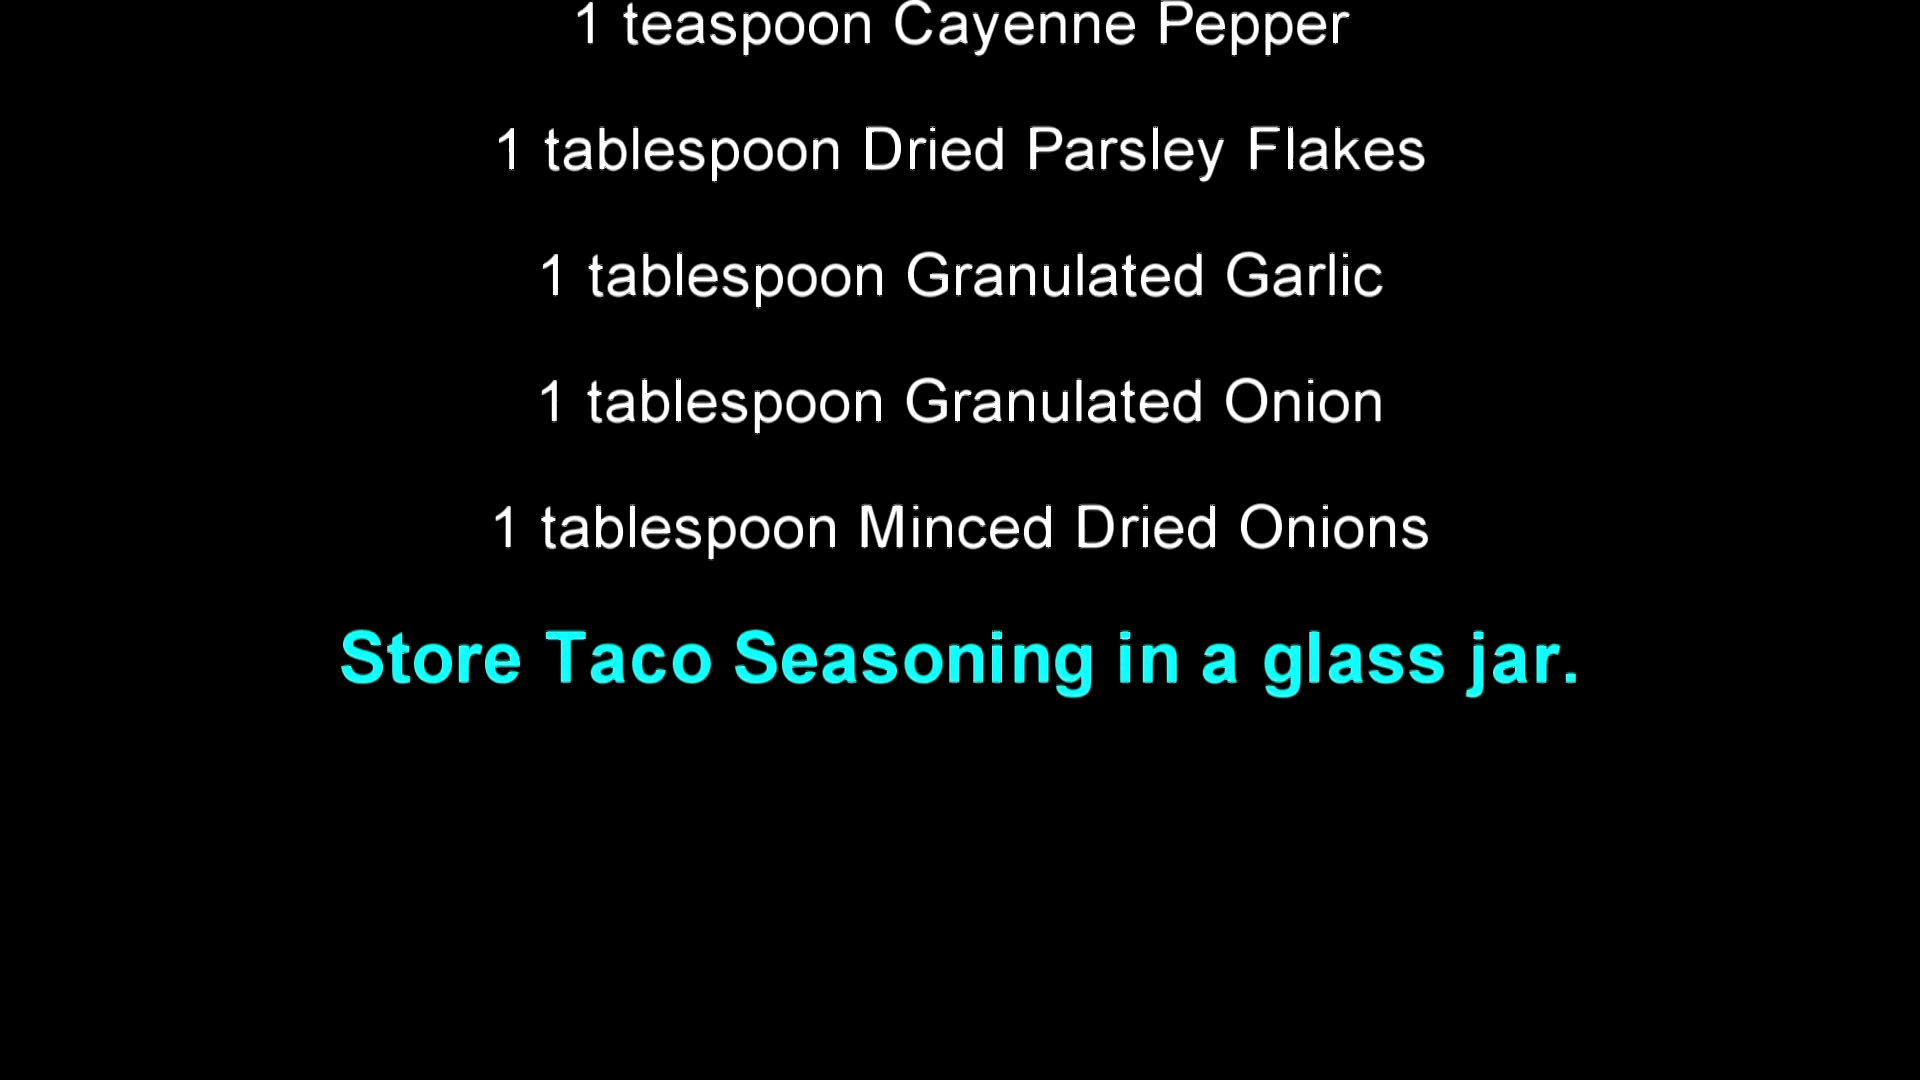 1 teaspoon Cayenne Pepper
1 tablespoon Dried Parsley Flakes
1 tablespoon Granulated Garlic
1 tablespoon Granulated Onion
1 tablespoon Minced Dried Onions
Store Taco Seasoning in a glass jar.